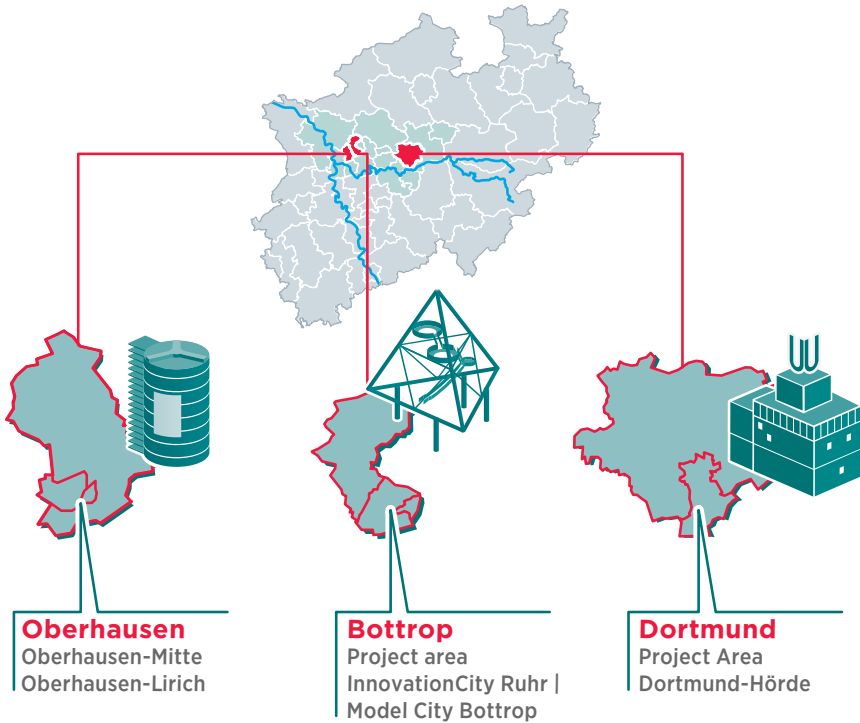 Oberhausen
Oberhausen-Mitte
Oberhausen-Lirich
Bottrop
Project area
InnovationCity Ruhr |
Model City Bottrop
Dortmund
Project Area
Dortmund-Hörde